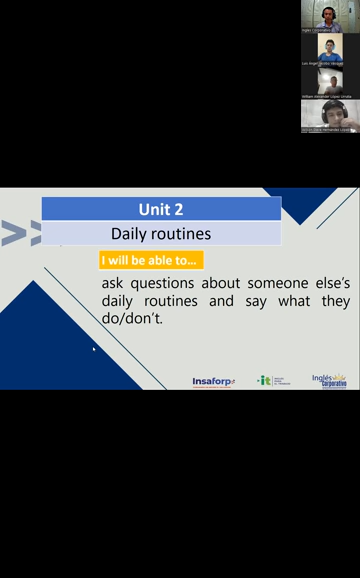 Unit 2
Daily routines
I will be able to...
ask questions about someone else's
daily routines and say what they
do/don't.
Insaforp
it
Inglés
Corporativo